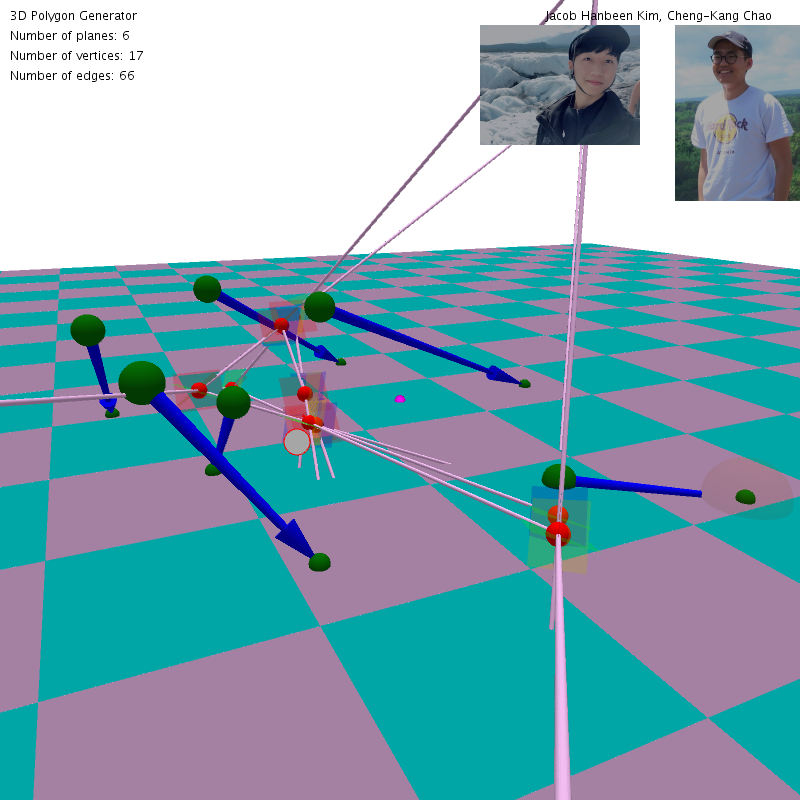 3D Polygon Generator
Jacob Hanbeen Kim, Cheng-Kang Chao
Number of planes: 6
Number of vertices: 17
Number of edges: 66